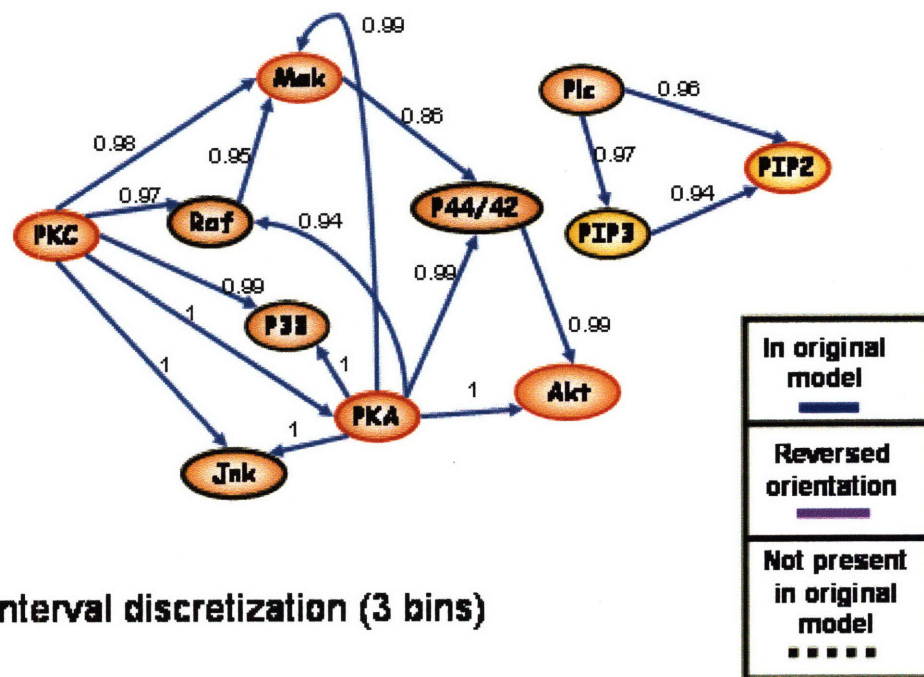 0.99
Mek
Plc
0.96
0.98
0.86
0.95
0.97
PIP2
0.97
0.94
Raf
0.94
P44/42
PIP3
PKC
0.99
0.99
P38
0.99
1
1
1
Akt
1
PKA
1
Jnk
In original
model
Reversed
orientation
Not present
in original
model
nterval discretization (3 bins)